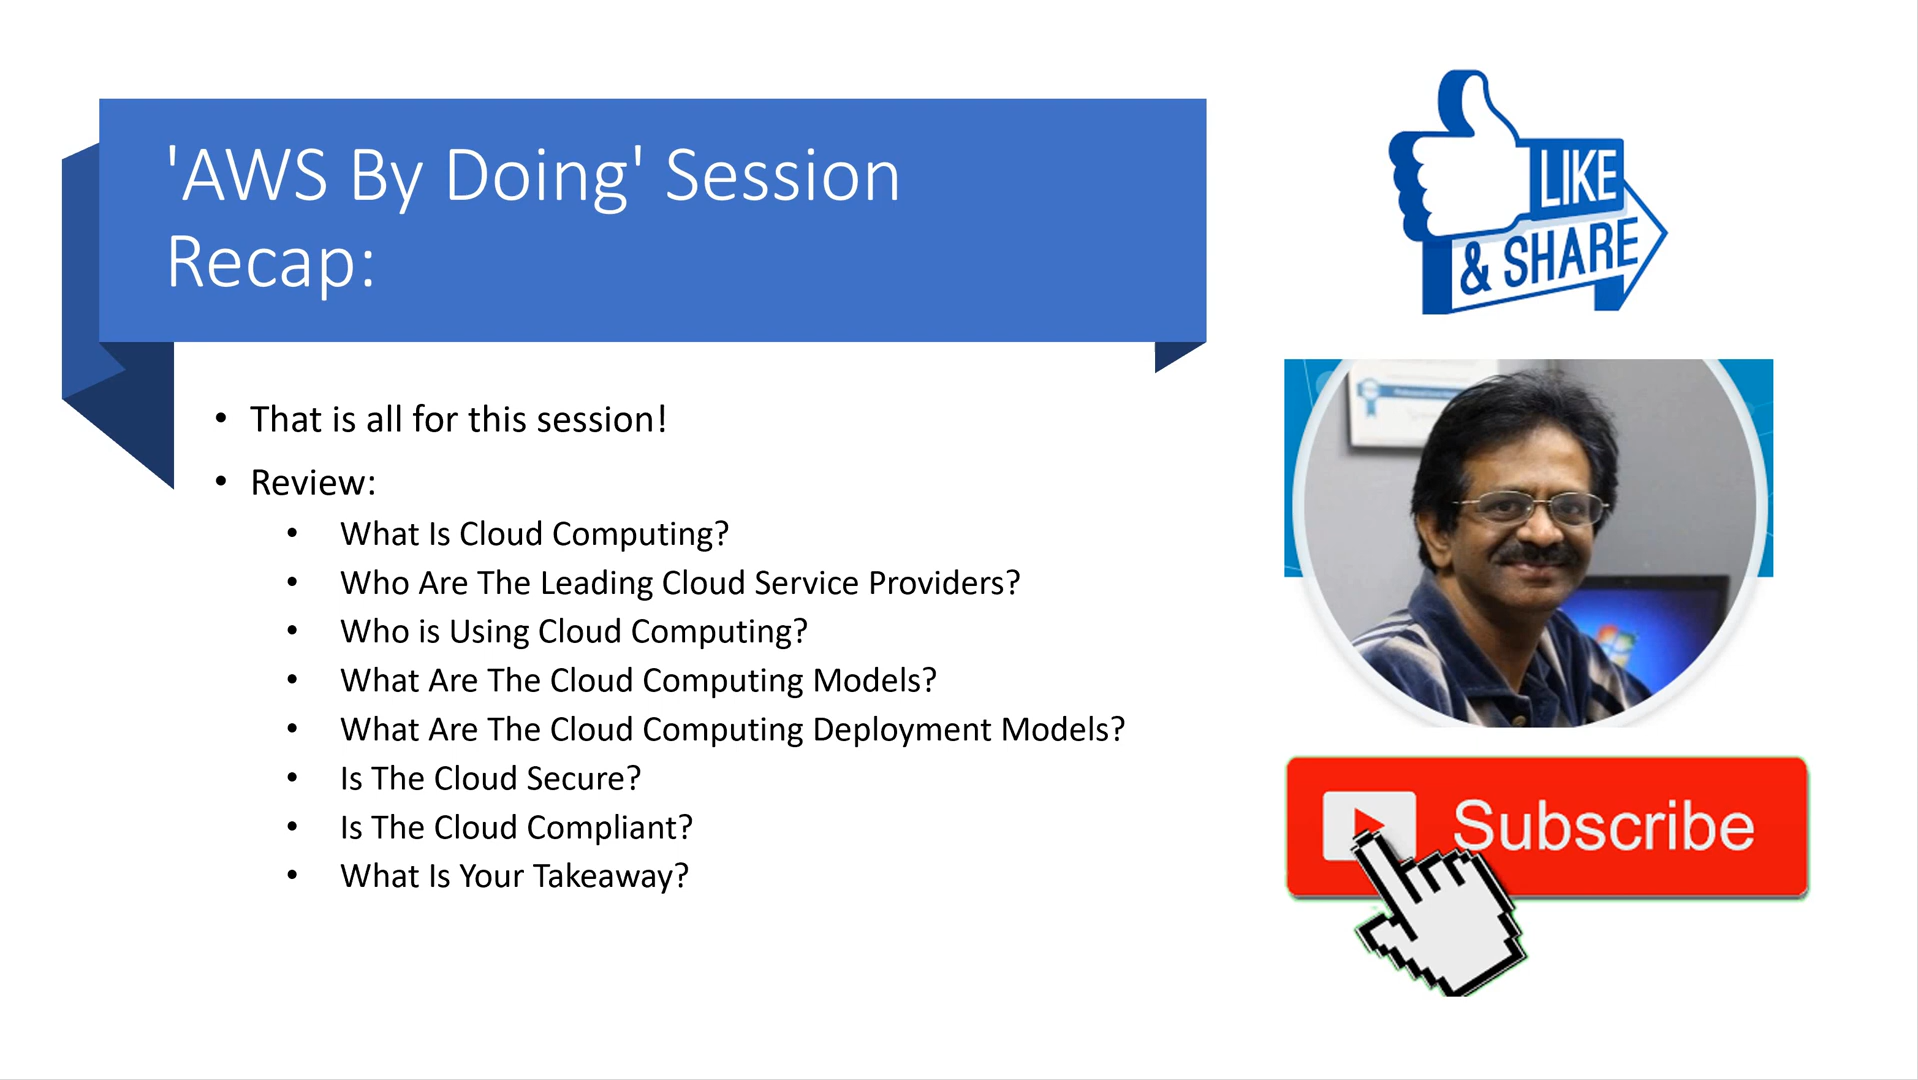 'AWS By Doing' Session
Recap:
• That is all for this session!
• Review:
• What Is Cloud Computing?
• Who Are The Leading Cloud Service Providers?
• Who is Using Cloud Computing?
• What Are The Cloud Computing Models?
• What Are The Cloud Computing Deployment Models?
• Is The Cloud Secure?
• Is The Cloud Compliant?
• What Is Your Takeaway?
LIKE
& SHARE
Subscribe